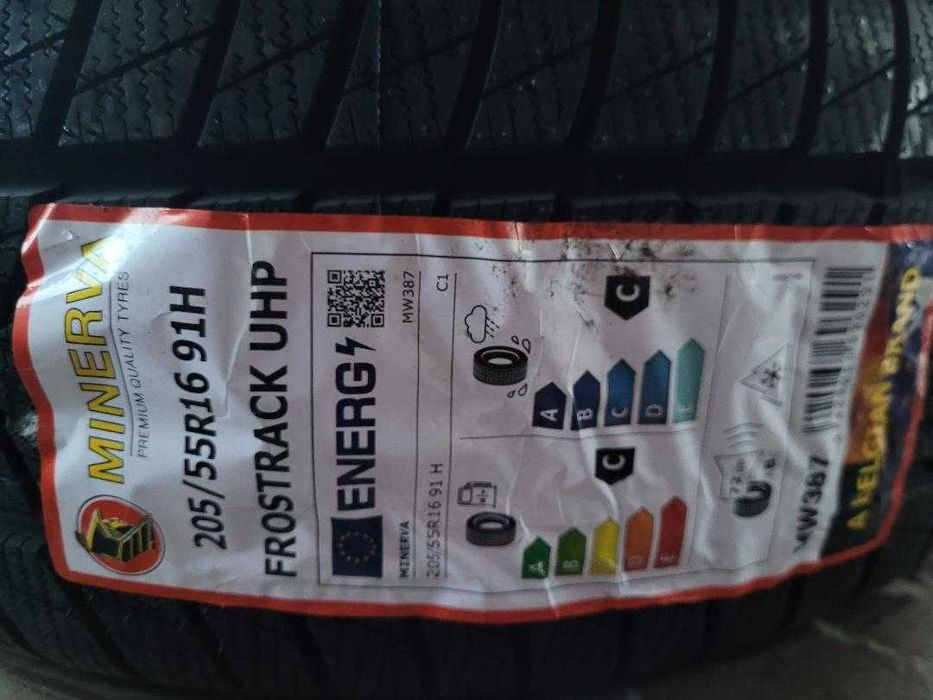 MINERVA
PREMIUM QUALITY TYRES
205/55R16 91H
FROSTRACK UHP
ENERG
MINERVA MW387
205/55R16 91 H C1
C
A
B
C
D
E
C
A
B
D
E
MW387
A BELGIAN BRAND